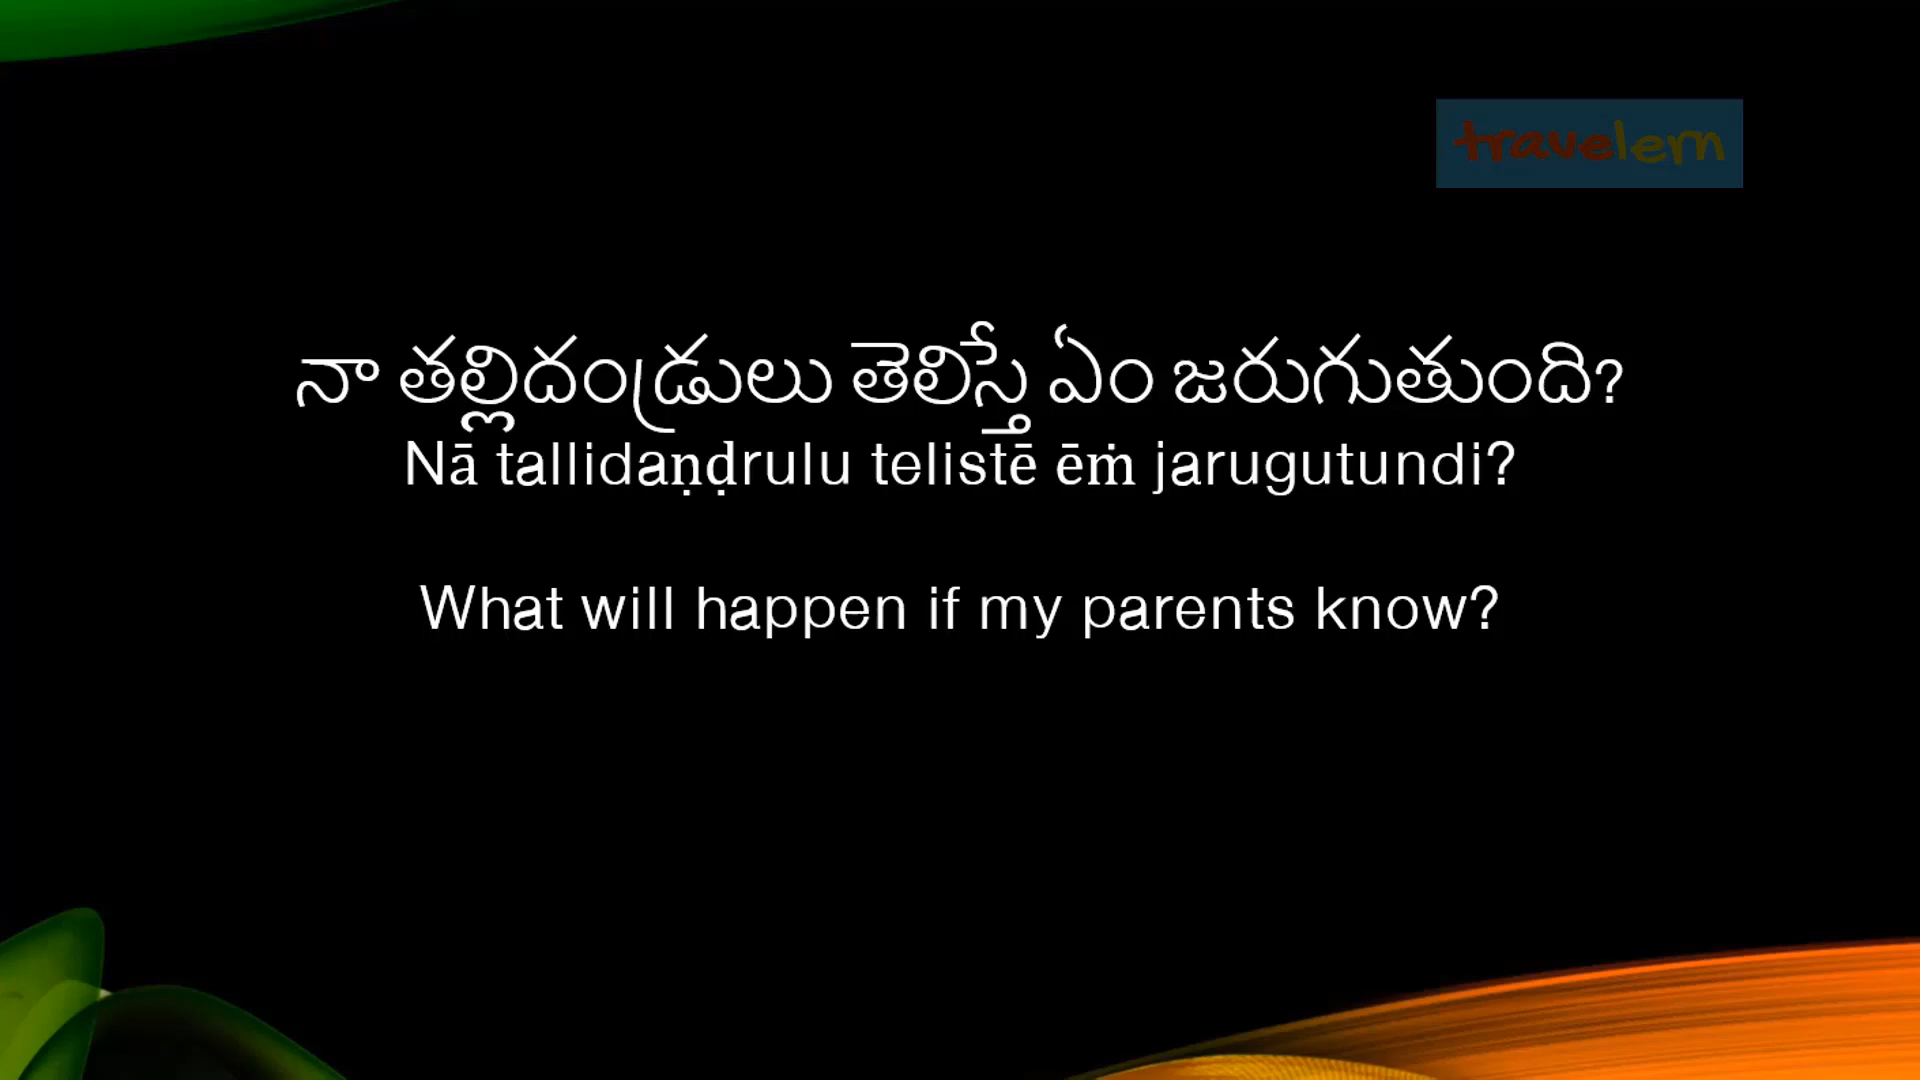 travelern
నా తల్లిదండ్రులు తెలిస్తే ఏం జరుగుతుంది?
Nā tallidaṇḍrulu telistē ēṁ jarugutundi?
What will happen if my parents know?